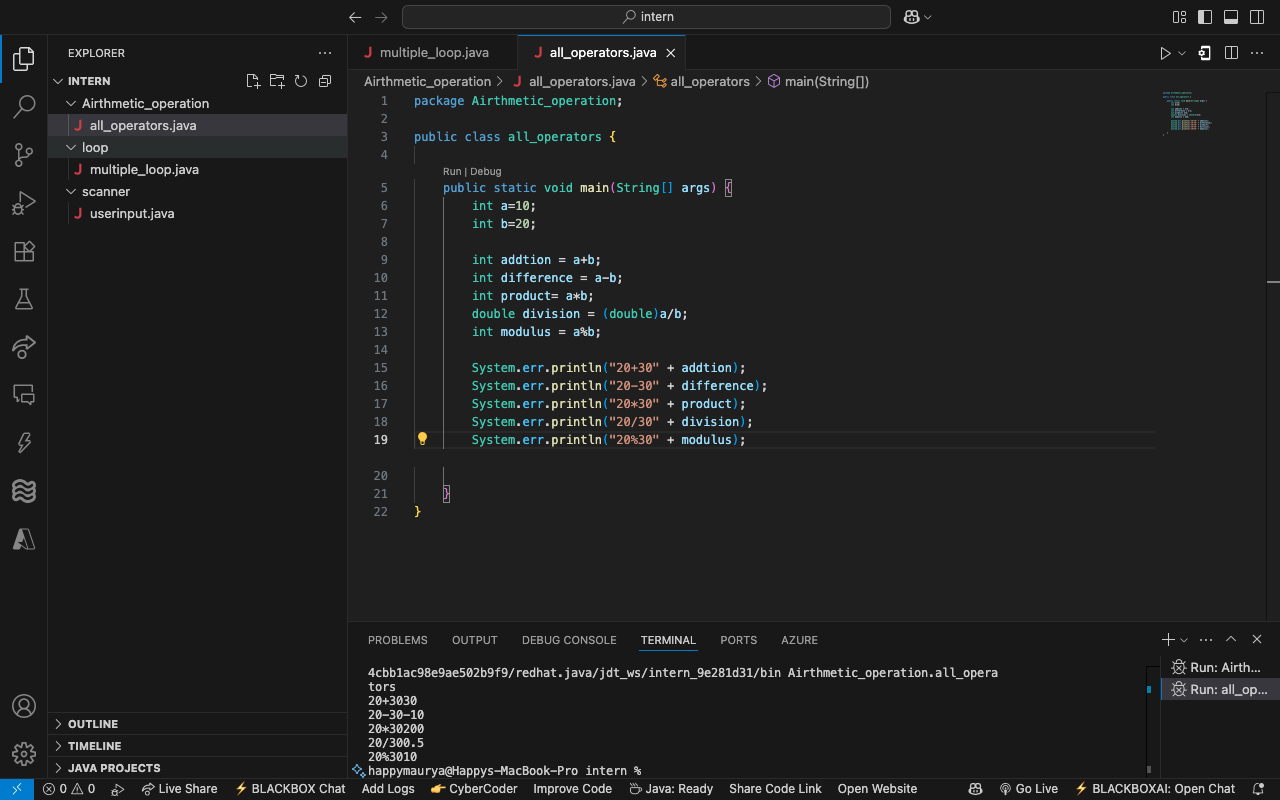 intern
EXPLORER
INTERN
Airthmetic_operation
all_operators.java
loop
multiple_loop.java
scanner
userinput.java
OUTLINE
TIMELINE
JAVA PROJECTS
multiple_loop.java
all_operators.java
Airthmetic_operation > all_operators.java > all_operators > main(String[])
1 package Airthmetic_operation;
2
3 public class all_operators {
4
Run | Debug
5 public static void main(String[] args) {
6 int a=10;
7 int b=20;
8
9 int addtion = a+b;
10 int difference = a-b;
11 int product= a*b;
12 double division = (double)a/b;
13 int modulus = a%b;
14
15 System.err.println("20+30" + addtion);
16 System.err.println("20-30" + difference);
17 System.err.println("20*30" + product);
18 System.err.println("20/30" + division);
19 System.err.println("20%30" + modulus);
20
21 }
22 }
PROBLEMS OUTPUT DEBUG CONSOLE TERMINAL PORTS AZURE
4cbb1ac98e9ae502b9f9/redhat.java/jdt_ws/intern_9e281d31/bin Airthmetic_operation.all_opera
tors
20+3030
20-30-10
20*30200
20/300.5
20%3010
happymaurya@Happys-MacBook-Pro intern %
Run: Airth...
Run: all_op...
0 0 Live Share BLACKBOX Chat Add Logs CyberCoder Improve Code Java: Ready Share Code Link Open Website Go Live BLACKBOXAI: Open Chat